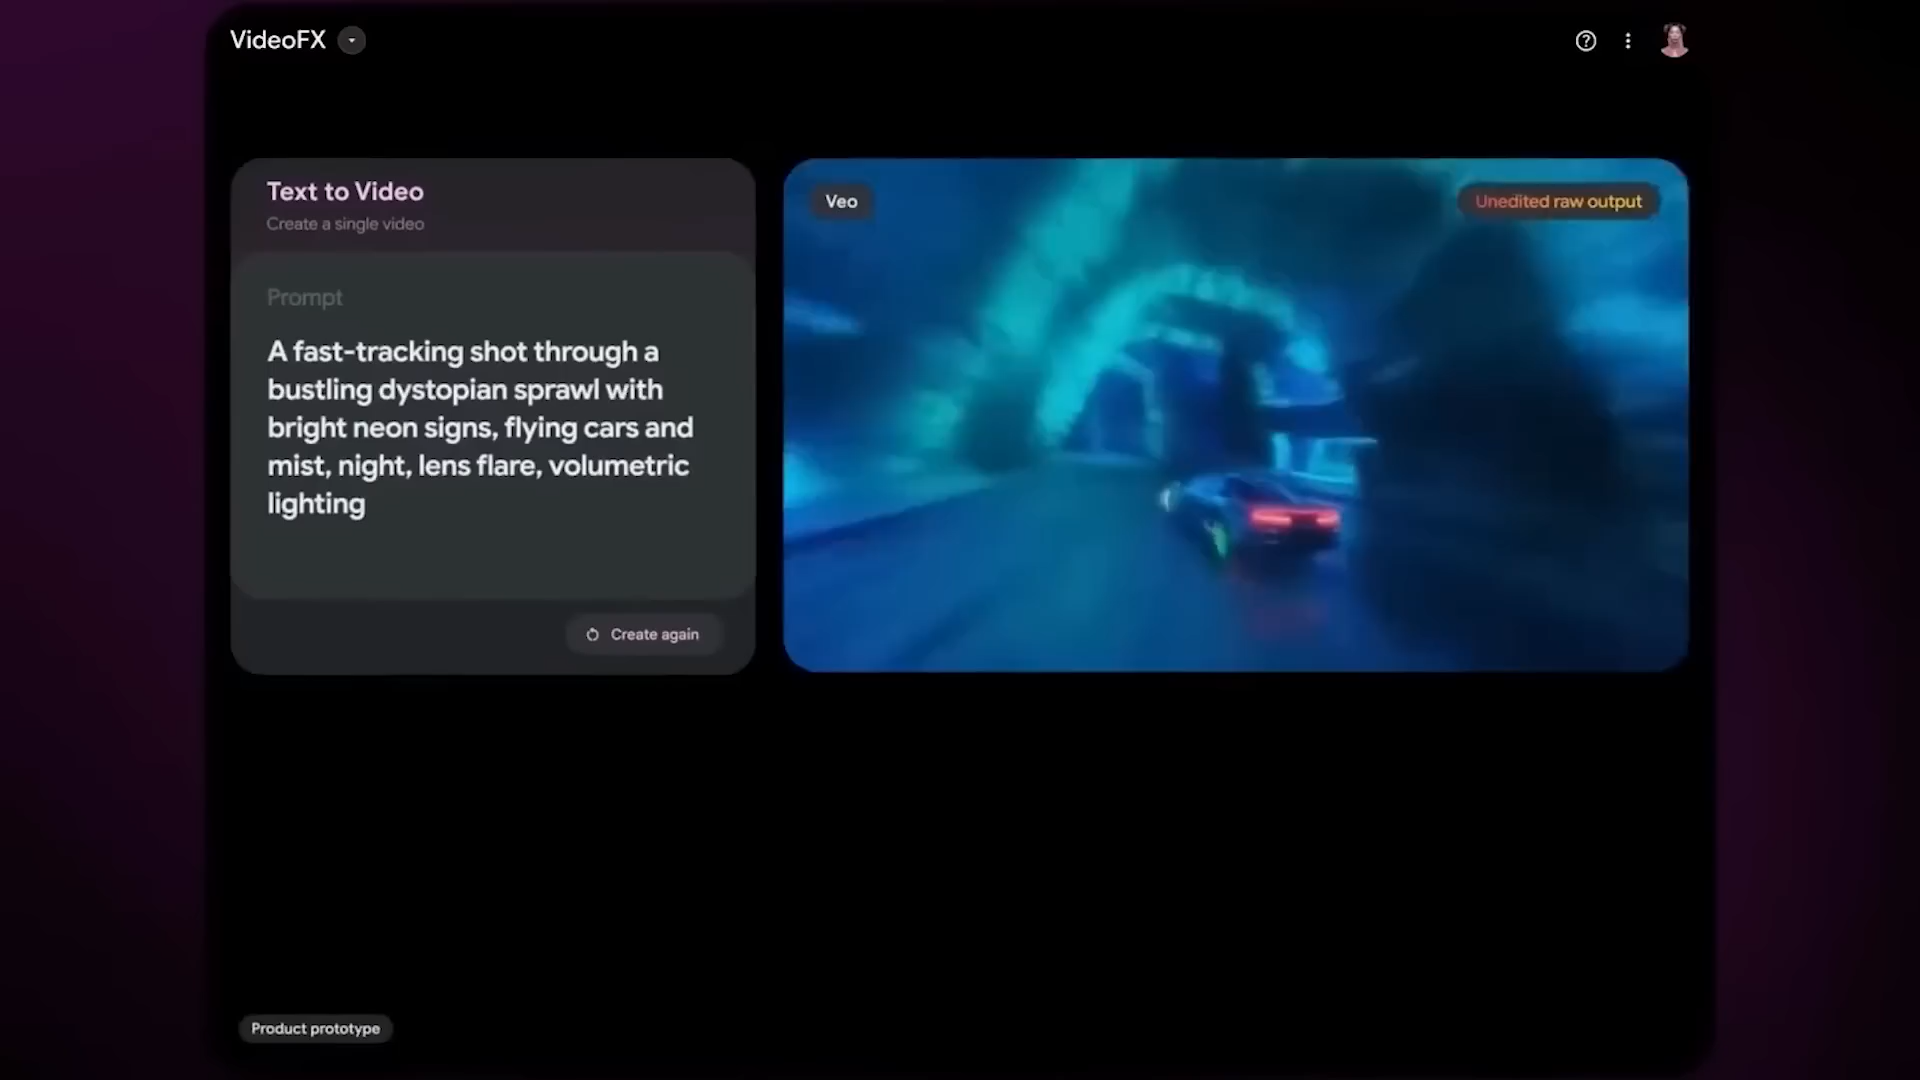 VideoFX
Text to Video
Create a single video
Prompt
A fast-tracking shot through a
bustling dystopian sprawl with
bright neon signs, flying cars and
mist, night, lens flare, volumetric
lighting
Create again
Veo
Unedited raw output
Product prototype